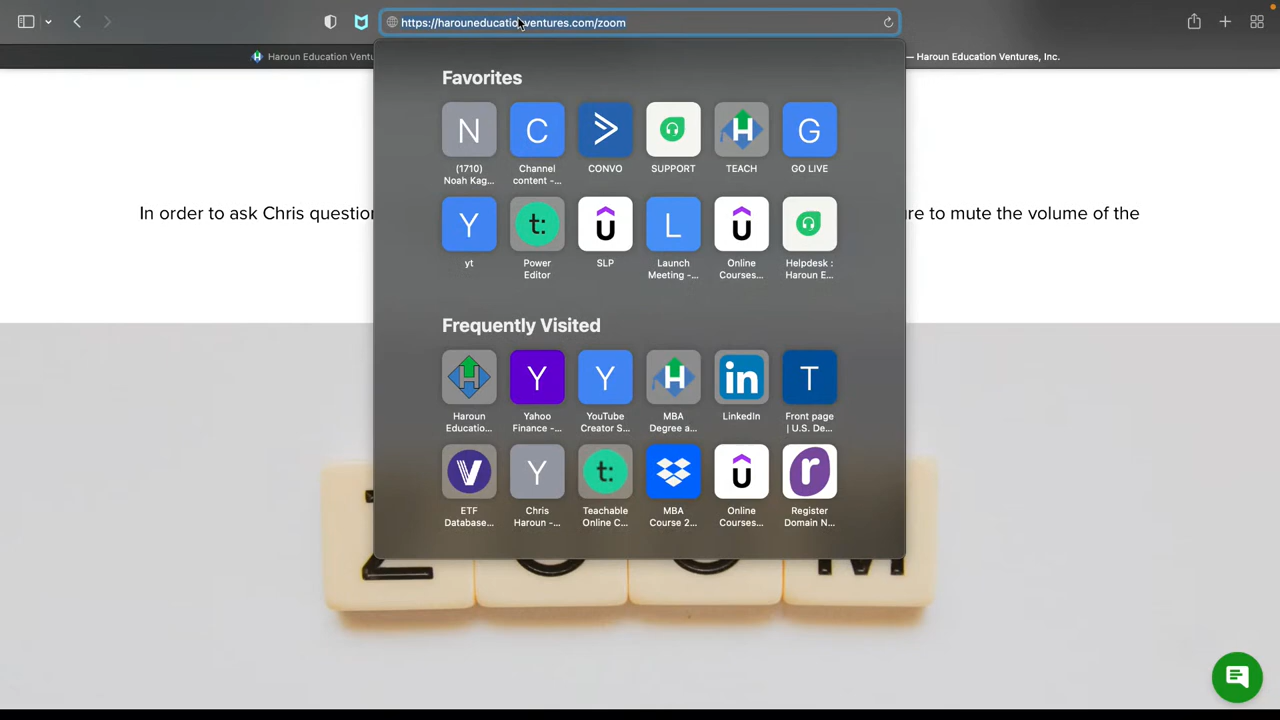 https://harouneducationventures.com/zoom
Haroun Education Ventu
— Haroun Education Ventures, Inc.
Favorites
N
C
H
G
(1710)
Noah Kag...
Channel
content -...
CONVO
SUPPORT
TEACH
GO LIVE
In order to ask Chris question
re to mute the volume of the
Y
t:
u
L
u
yt
Power
Editor
SLP
Launch
Meeting -...
Online
Courses...
Helpdesk :
Haroun E...
Frequently Visited
H
Y
Y
H
in
T
Haroun
Educatio...
Yahoo
Finance -...
YouTube
Creator S...
MBA
Degree a...
LinkedIn
Front page
| U.S. De...
V
Y
t:
u
r
ETF
Database...
Chris
Haroun -...
Teachable
Online C...
MBA
Course 2...
Online
Courses...
Register
Domain N...